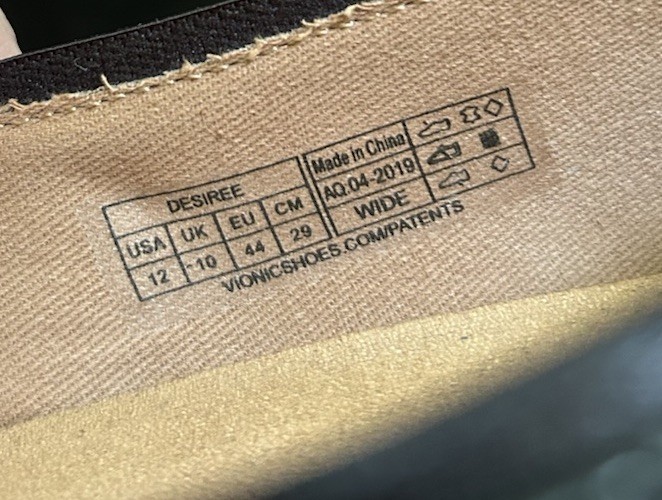 DESIREE
USA UK EU CM
12 10 44 29
Made in China
AQ.04-2019
WIDE
VIONICSHOES.COM/PATENTS